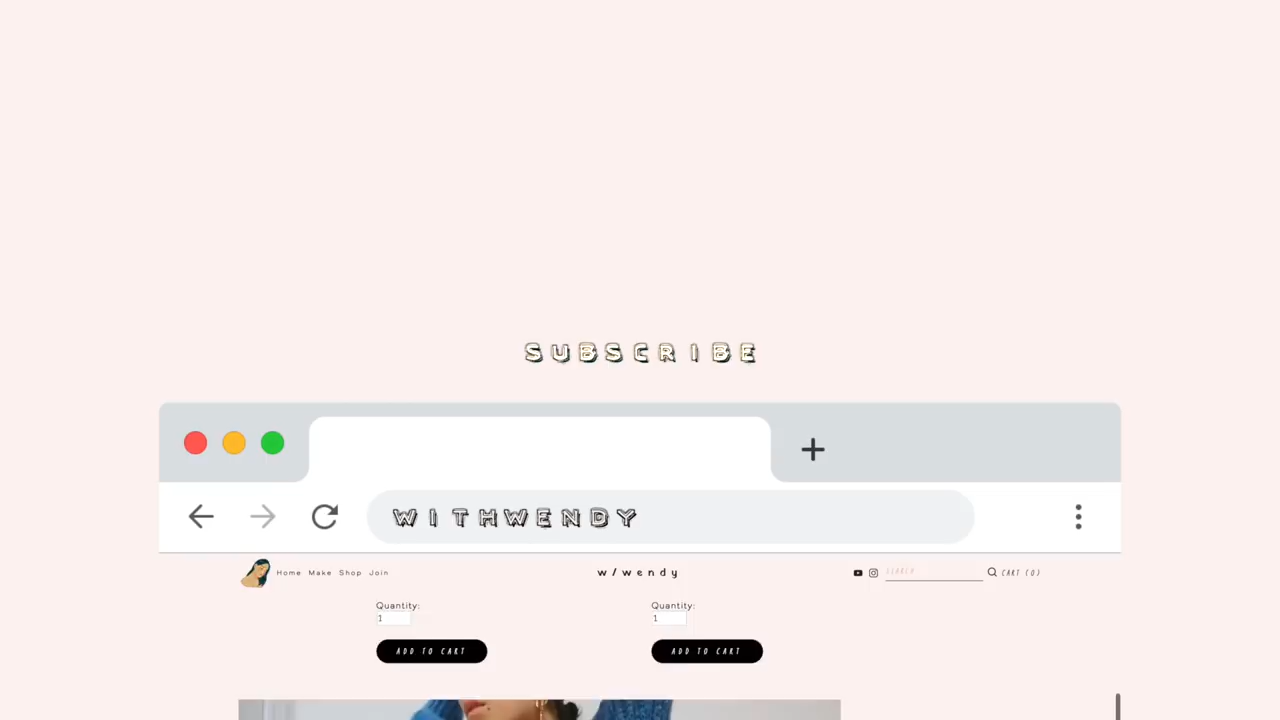 SUBSCRIBE
WITHWENDY
Home Make Shop Join
w/wendy
SEARCH
CART (0)
Quantity: Quantity:
1 1
ADD TO CART ADD TO CART